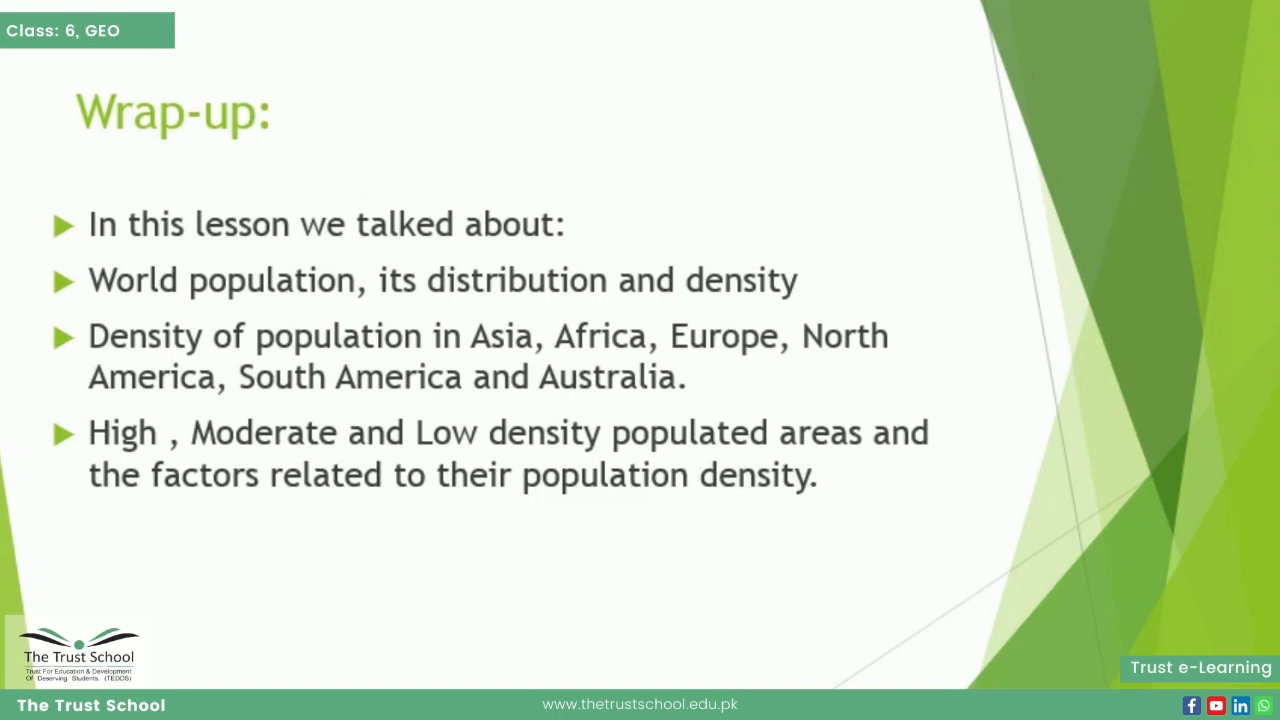 Class: 6, GEO
Wrap-up:
In this lesson we talked about:
World population, its distribution and density
Density of population in Asia, Africa, Europe, North
America, South America and Australia.
High , Moderate and Low density populated areas and
the factors related to their population density.
The Trust School
Trust For Education & Development
Of Deserving Students. (TEDDS)
Trust e-Learning
The Trust School
www.thetrustschool.edu.pk